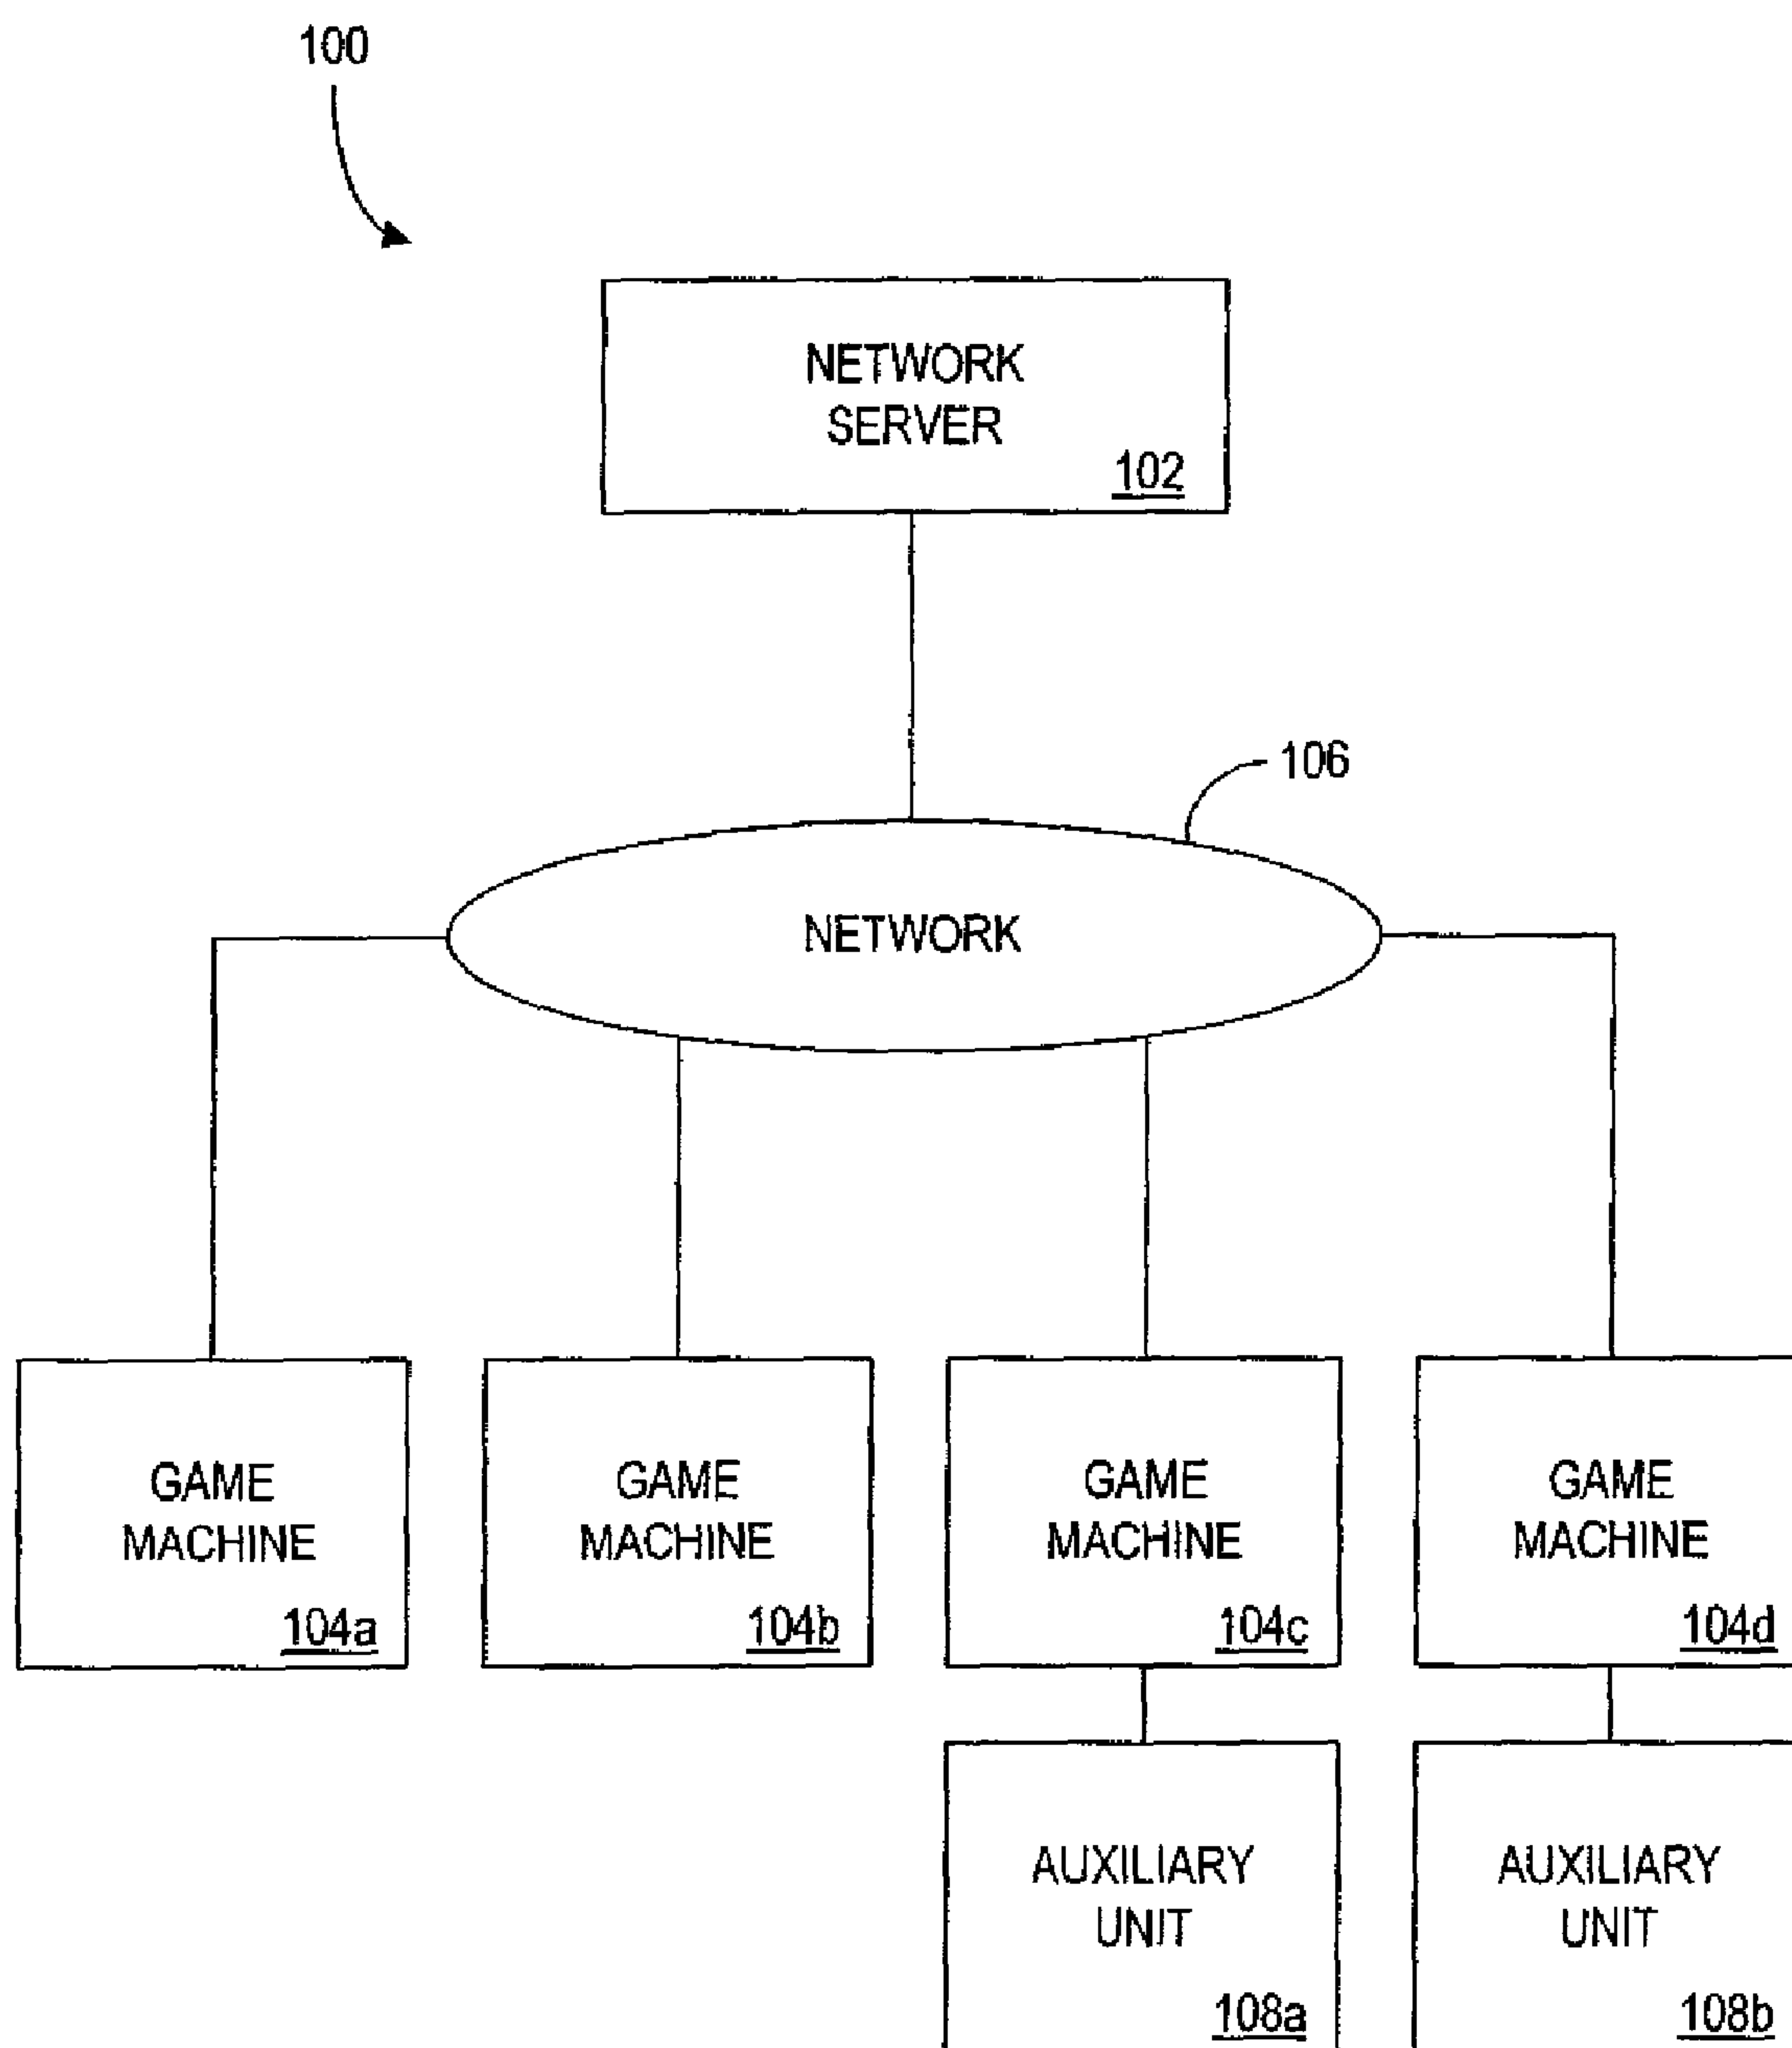 100
NETWORK
SERVER
102
106
NETWORK
GAME
MACHINE
104a
GAME
MACHINE
104b
GAME
MACHINE
104c
GAME
MACHINE
104d
AUXILIARY
UNIT
108a
AUXILIARY
UNIT
108b